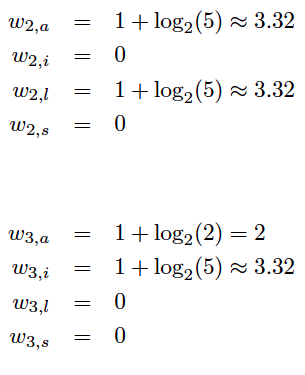 w₂,ₐ = 1 + log₂(5) ≈ 3.32
w₂,ᵢ = 0
w₂,ₗ = 1 + log₂(5) ≈ 3.32
w₂,ₛ = 0
w₃,ₐ = 1 + log₂(2) = 2
w₃,ᵢ = 1 + log₂(5) ≈ 3.32
w₃,ₗ = 0
w₃,ₛ = 0